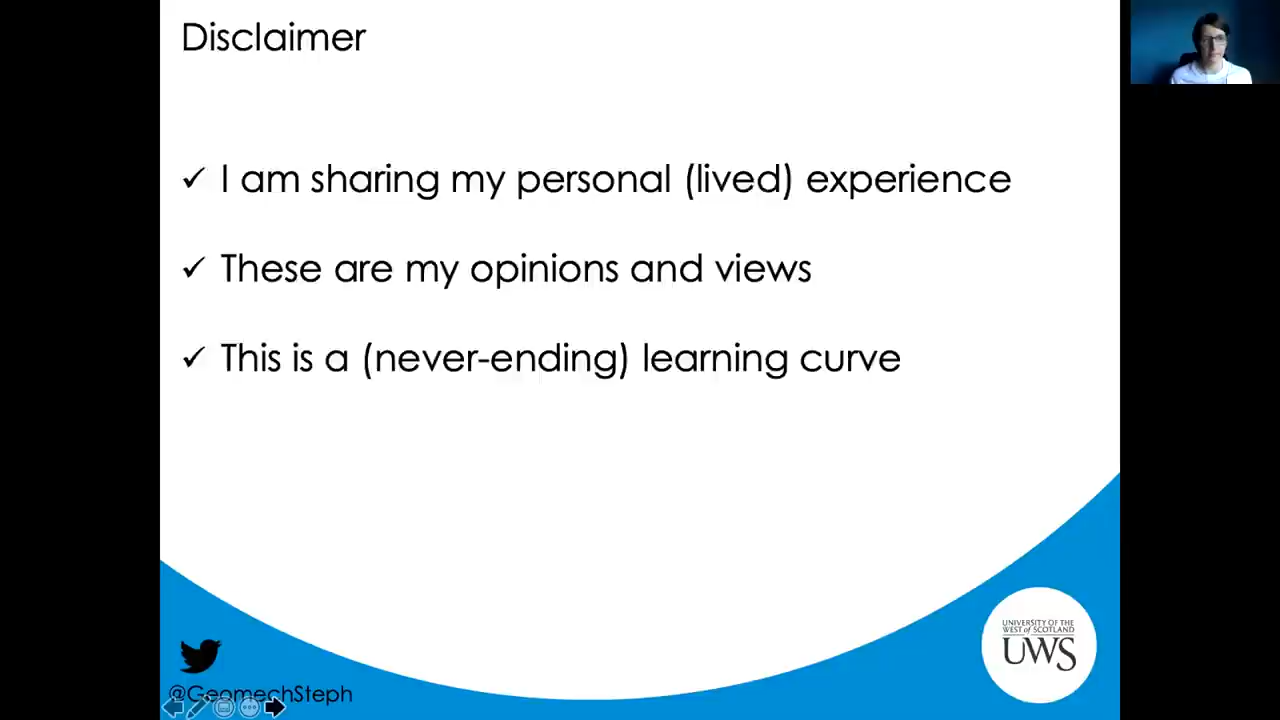 Disclaimer
✓ I am sharing my personal (lived) experience
✓ These are my opinions and views
✓ This is a (never-ending) learning curve
UNIVERSITY OF THE
WEST of SCOTLAND
UWS
@GeomechSteph